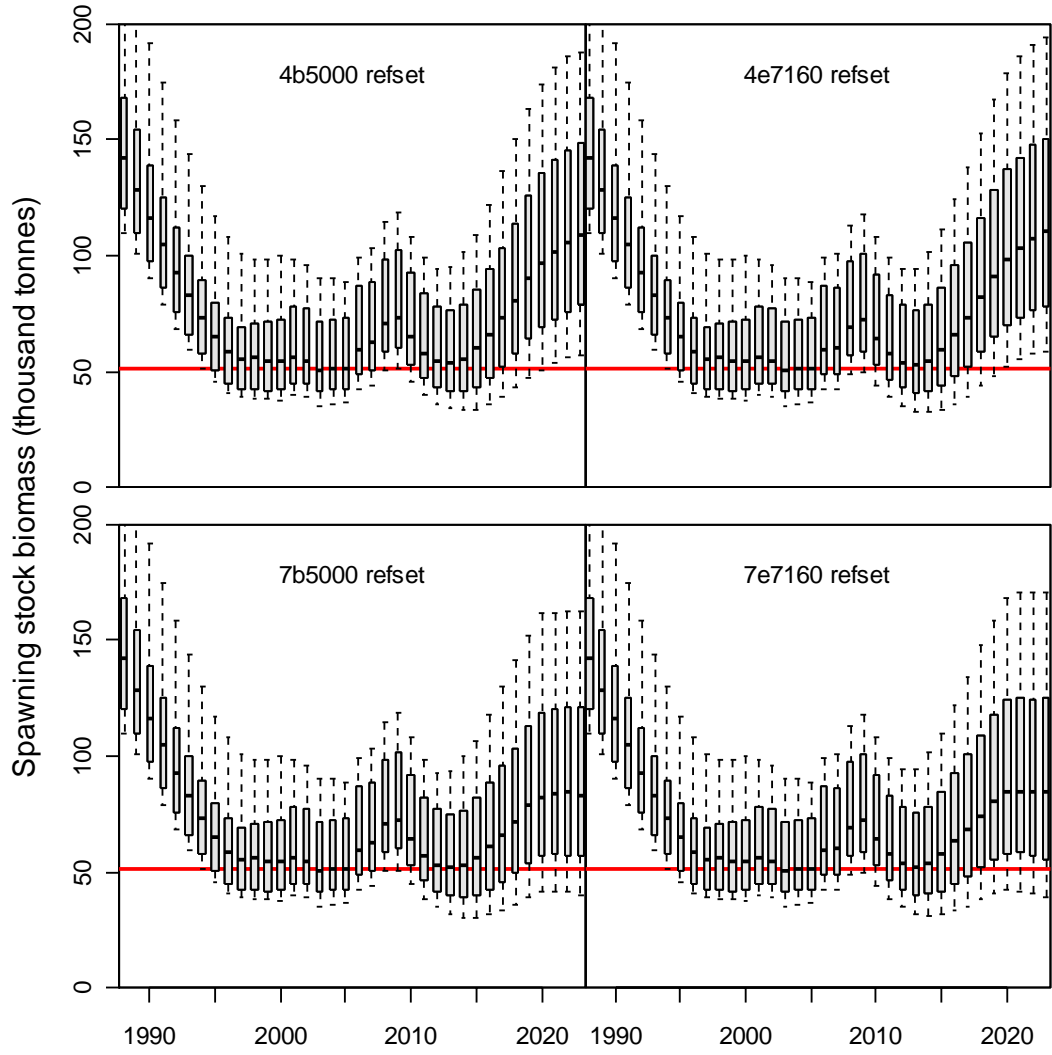 Spawning stock biomass (thousand tonnes)
200
150
100
50
0
4b5000 refset
4e7160 refset
200
150
100
50
0
7b5000 refset
7e7160 refset
1990 2000 2010 2020 1990 2000 2010 2020